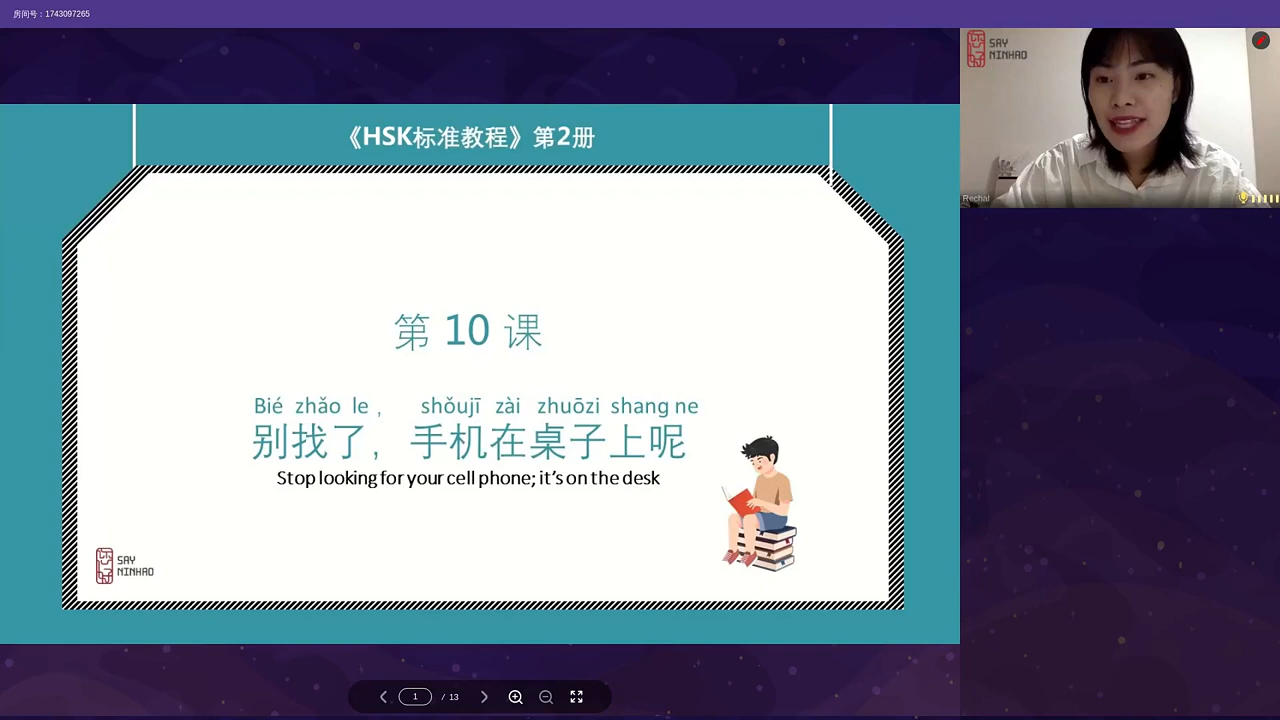 房间号：1743097265
《HSK标准教程》第2册
SAY
NINHAO
Rechal
第 10 课
Bié zhǎo le， shǒujī zài zhuōzi shang ne
别找了，手机在桌子上呢
Stop looking for your cell phone; it's on the desk
SAY
NINHAO
1 / 13